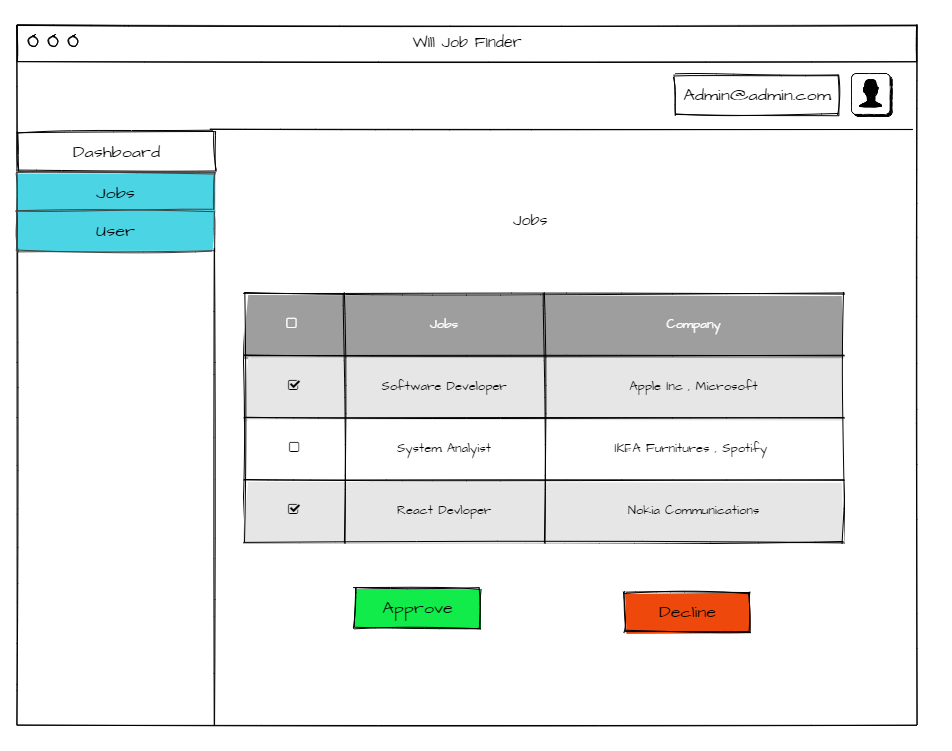 Will Job Finder
Admin@admin.com
Dashboard
Jobs
User
Jobs
Jobs Company
Software Developer Apple Inc , Microsoft
System Analyist IKEA Furnitures , Spotify
React Devloper Nokia Communications
Approve Decline